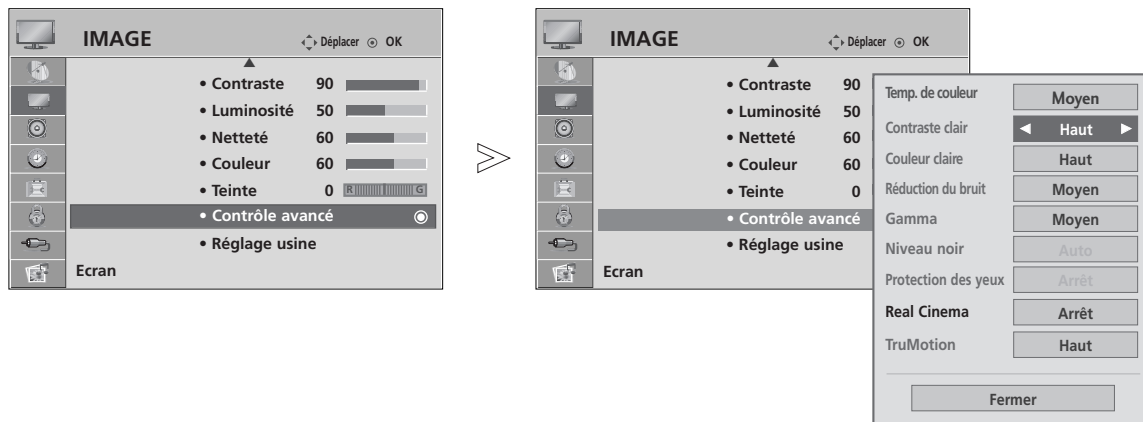 IMAGE
Déplacer OK
• Contraste 90
• Luminosité 50
• Netteté 60
• Couleur 60
• Teinte 0 R G
• Contrôle avancé
• Réglage usine
Ecran
IMAGE
Déplacer OK
• Contraste 90
• Luminosité 50
• Netteté 60
• Couleur 60
• Teinte 0
• Contrôle avancé
• Réglage usine
Ecran
Temp. de couleur Moyen
Contraste clair Haut
Couleur claire Haut
Réduction du bruit Moyen
Gamma Moyen
Niveau noir Auto
Protection des yeux Arrêt
Real Cinema Arrêt
TruMotion Haut
Fermer